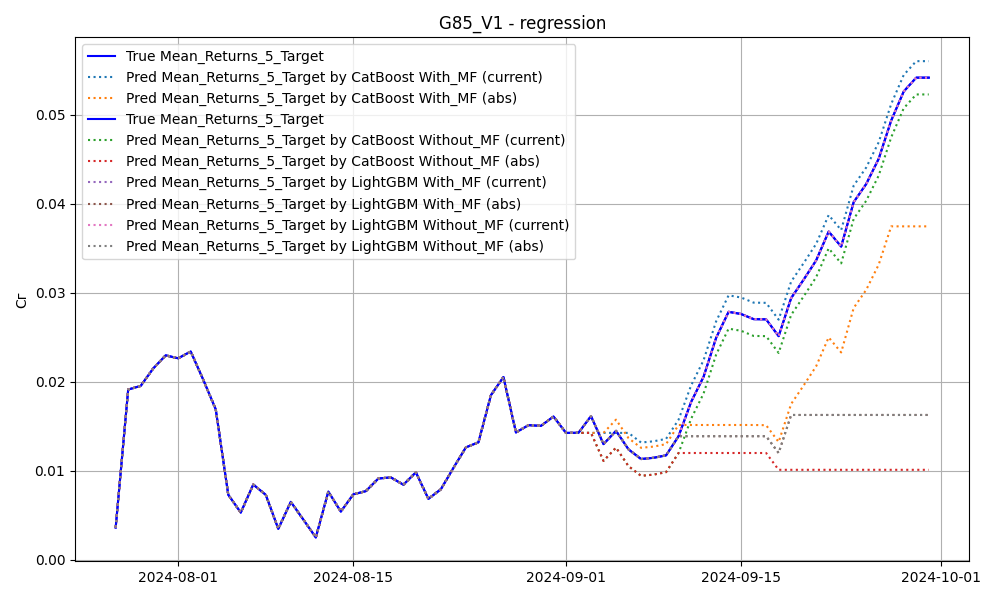 G85_V1 - regression
True Mean_Returns_5_Target
Pred Mean_Returns_5_Target by CatBoost With_MF (current)
Pred Mean_Returns_5_Target by CatBoost With_MF (abs)
True Mean_Returns_5_Target
Pred Mean_Returns_5_Target by CatBoost Without_MF (current)
Pred Mean_Returns_5_Target by CatBoost Without_MF (abs)
Pred Mean_Returns_5_Target by LightGBM With_MF (current)
Pred Mean_Returns_5_Target by LightGBM With_MF (abs)
Pred Mean_Returns_5_Target by LightGBM Without_MF (current)
Pred Mean_Returns_5_Target by LightGBM Without_MF (abs)
Cr
0.05
0.04
0.03
0.02
0.01
0.00
2024-08-01
2024-08-15
2024-09-01
2024-09-15
2024-10-01